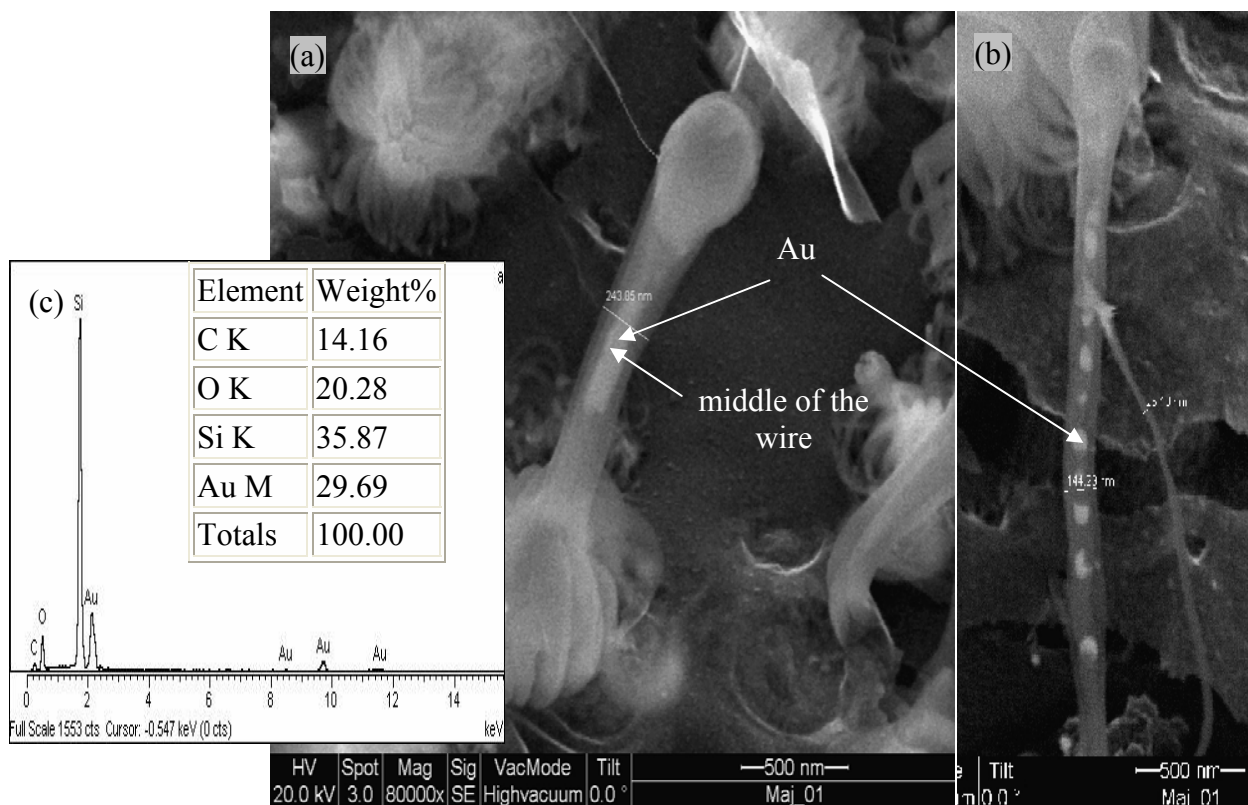 (a)
(b)
Au
243.85 nm
middle of the
wire
144.23 nm
(c)
a
Si
Element Weight%
C K 14.16
O K 20.28
Si K 35.87
Au M 29.69
Totals 100.00
Au
O
C
Au Au Au
0 2 4 6 8 10 12 14
Full Scale 1553 cts Cursor: -0.547 keV (0 cts) keV
HV Spot Mag Sig VacMode Tilt 500 nm
20.0 kV 3.0 80000x SE Highvacuum 0.0 ° Maj_01
e Tilt 500 nm
m 0.0 ° Maj_01